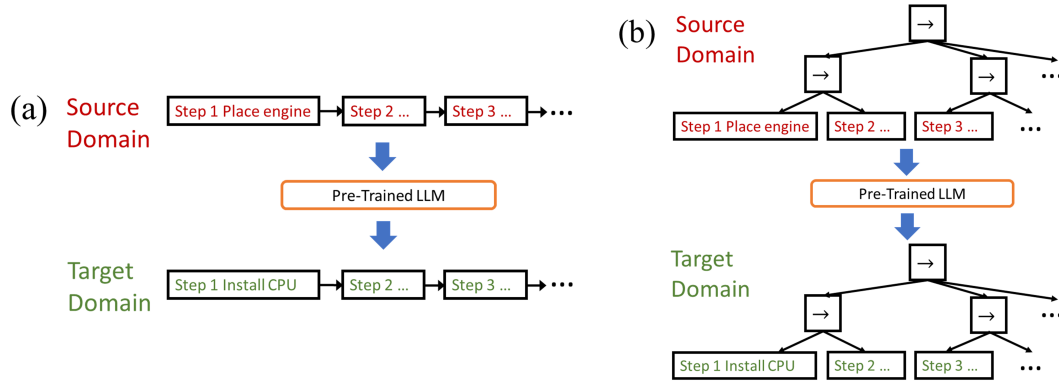 (a)
Source
Domain
Step 1 Place engine
Step 2 ...
Step 3 ...
...
Pre-Trained LLM
Target
Domain
Step 1 Install CPU
Step 2 ...
Step 3 ...
...
(b)
Source
Domain
→
→
→
...
Step 1 Place engine
Step 2 ...
Step 3 ...
...
Pre-Trained LLM
Target
Domain
→
→
→
...
Step 1 Install CPU
Step 2 ...
Step 3 ...
...